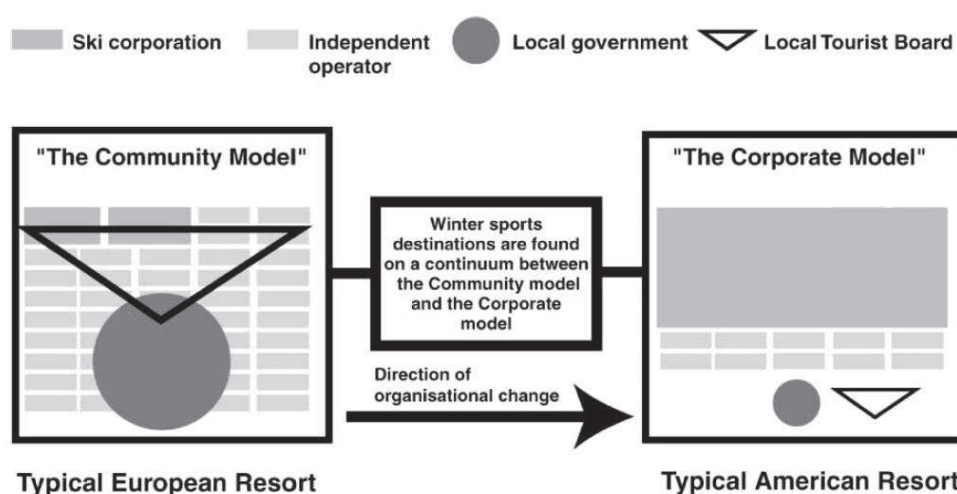 Ski corporation
Independent
operator
Local government
Local Tourist Board
"The Community Model"
Winter sports
destinations are found
on a continuum between
the Community model
and the Corporate
model
"The Corporate Model"
Direction of
organisational change
Typical European Resort
Typical American Resort